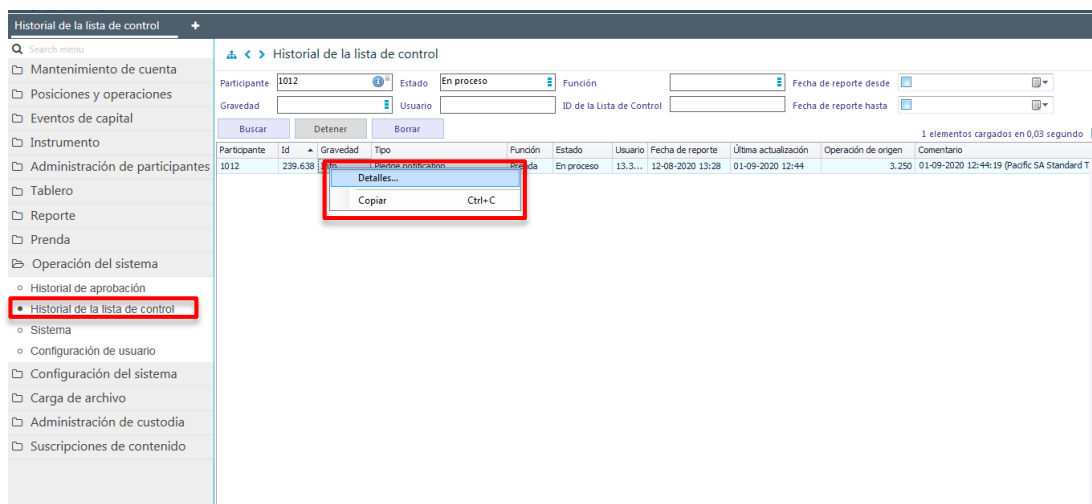 Historial de la lista de control +
Search menu
Mantenimiento de cuenta
Posiciones y operaciones
Eventos de capital
Instrumento
Administración de participantes
Tablero
Reporte
Prenda
Operación del sistema
Historial de aprobación
Historial de la lista de control
Sistema
Configuración de usuario
Configuración del sistema
Carga de archivo
Administración de custodia
Suscripciones de contenido
Historial de la lista de control
Participante 1012 Estado En proceso Función Fecha de reporte desde
Gravedad Usuario ID de la Lista de Control Fecha de reporte hasta
Buscar Detener Borrar
1 elementos cargados en 0,03 segundo
Participante Id Gravedad Tipo Función Estado Usuario Fecha de reporte Última actualización Operación de origen Comentario
1012 239.638 Info Pledge notification Prenda En proceso 13.3... 12-08-2020 13:28 01-09-2020 12:44 3.250 01-09-2020 12:44:19 (Pacific SA Standard T
Detalles...
Copiar Ctrl+C